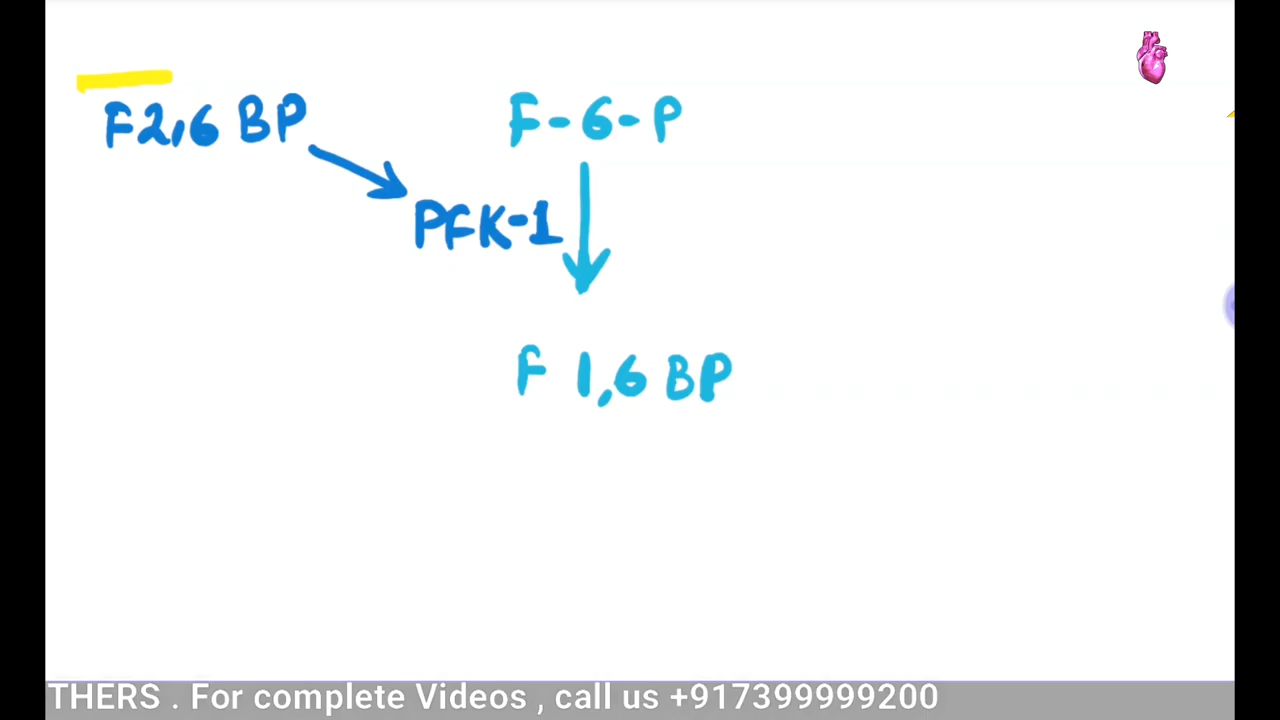 F2,6 BP
F-6-P
PFK-1
F 1,6 BP
THERS . For complete Videos , call us +917399999200